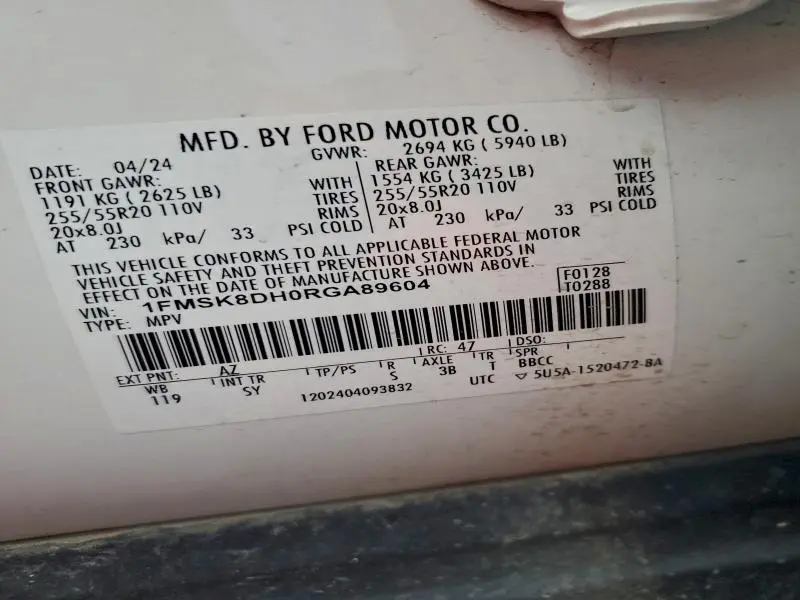 MFD. BY FORD MOTOR CO.
DATE: 04/24 GVWR: 2694 KG ( 5940 LB)
FRONT GAWR: WITH REAR GAWR: WITH
1191 KG ( 2625 LB) TIRES 1554 KG ( 3425 LB) TIRES
255/55R20 110V RIMS 255/55R20 110V RIMS
20x8.0J 20x8.0J
AT 230 kPa/ 33 PSI COLD AT 230 kPa/ 33 PSI COLD
THIS VEHICLE CONFORMS TO ALL APPLICABLE FEDERAL MOTOR
VEHICLE SAFETY AND THEFT PREVENTION STANDARDS IN
EFFECT ON THE DATE OF MANUFACTURE SHOWN ABOVE.
VIN: 1FMSK8DH0RGA89604 F0128
TYPE: MPV T0288
EXT PNT: AZ RC: 47 DSO:
WB INT TR TP/PS R AXLE TR SPR
119 SY S 3B T BBCC
1202404093832 UTC ▽ 5U5A-1520472-8A